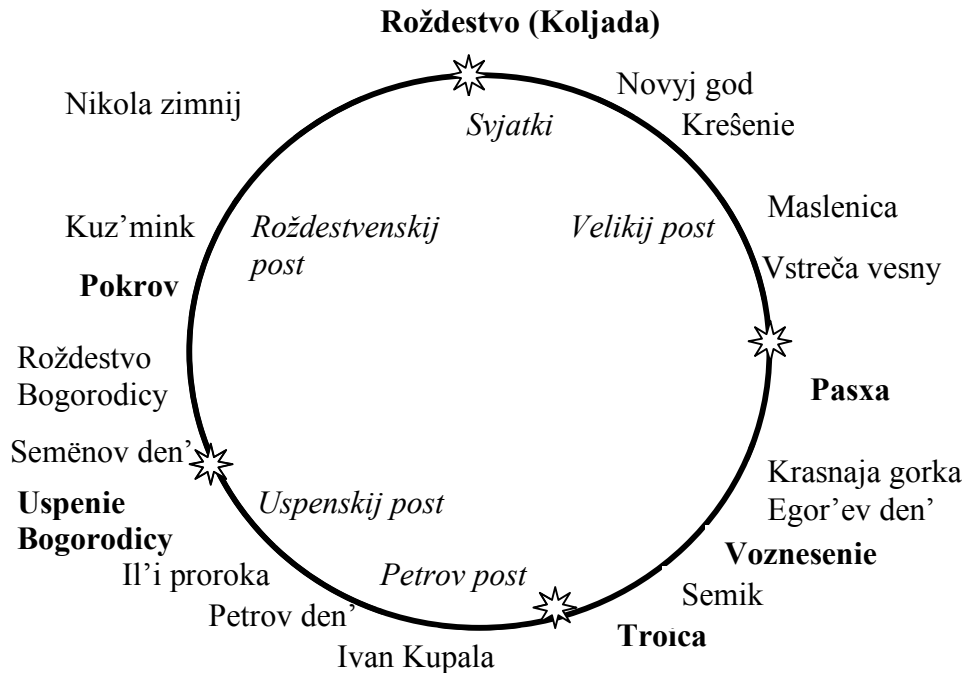 Roždestvo (Koljada)
Novyj god
Nikola zimnij
Svjatki
Kreŝenie
Maslenica
Kuz’mink
Roždestvenskij
post
Velikij post
Vstreča vesny
Pokrov
Roždestvo
Bogorodicy
Pasxa
Semënov den’
Krasnaja gorka
Uspenie
Bogorodicy
Uspenskij post
Egor’ev den’
Voznesenie
Il’i proroka
Petrov post
Semik
Petrov den’
Troica
Ivan Kupala